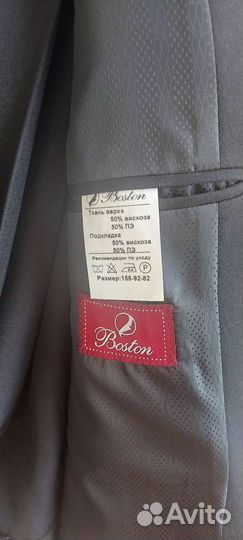 Boston
Ткань верха
50% вискоза
50% ПЭ
Подкладка
50% вискоза
50% ПЭ
Рекомендации по уходу
P
Размер:158-92-82
Boston
Avito